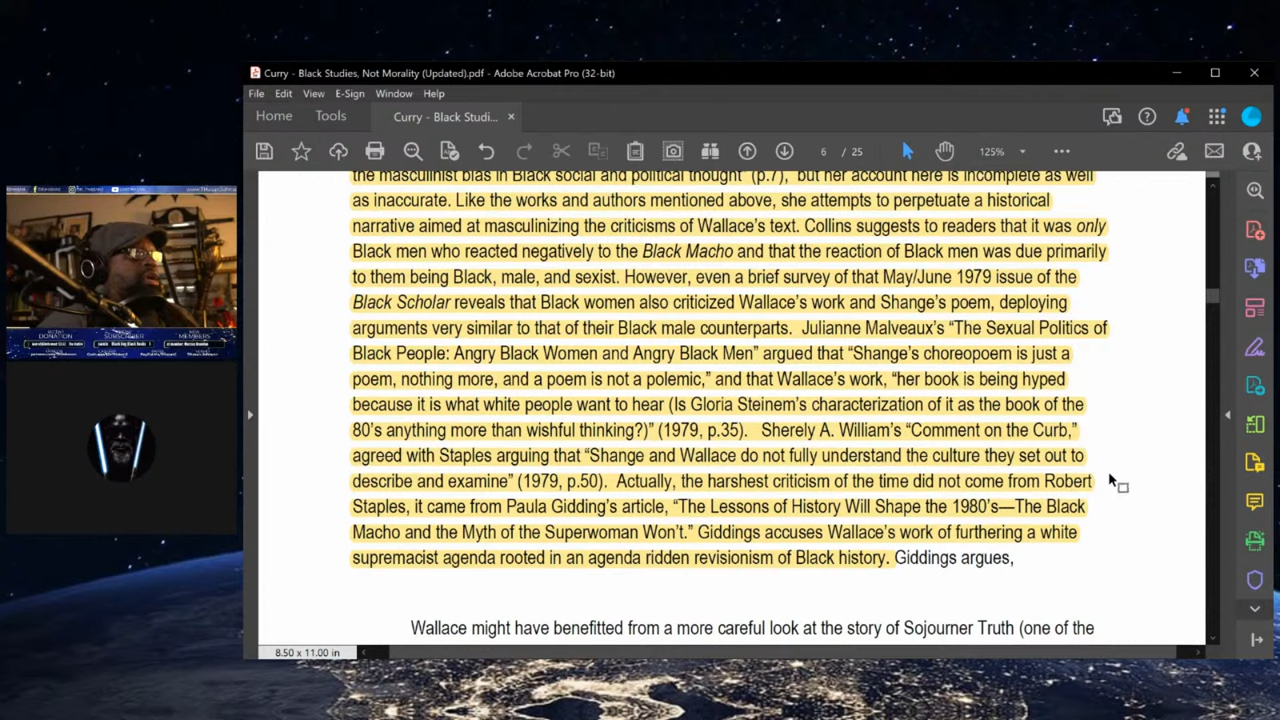 Curry - Black Studies, Not Morality (Updated).pdf - Adobe Acrobat Pro (32-bit)
File Edit View E-Sign Window Help
Home Tools Curry - Black Studi... ×
6 / 25 125%
the masculinist bias in Black social and political thought” (p.7), but her account here is incomplete as well
as inaccurate. Like the works and authors mentioned above, she attempts to perpetuate a historical
narrative aimed at masculinizing the criticisms of Wallace’s text. Collins suggests to readers that it was only
Black men who reacted negatively to the Black Macho and that the reaction of Black men was due primarily
to them being Black, male, and sexist. However, even a brief survey of that May/June 1979 issue of the
Black Scholar reveals that Black women also criticized Wallace’s work and Shange’s poem, deploying
arguments very similar to that of their Black male counterparts. Julianne Malveaux’s “The Sexual Politics of
Black People: Angry Black Women and Angry Black Men” argued that “Shange’s choreopoem is just a
poem, nothing more, and a poem is not a polemic,” and that Wallace’s work, “her book is being hyped
because it is what white people want to hear (Is Gloria Steinem’s characterization of it as the book of the
80’s anything more than wishful thinking?)” (1979, p.35). Sherely A. William’s “Comment on the Curb,”
agreed with Staples arguing that “Shange and Wallace do not fully understand the culture they set out to
describe and examine” (1979, p.50). Actually, the harshest criticism of the time did not come from Robert
Staples, it came from Paula Gidding’s article, “The Lessons of History Will Shape the 1980’s—The Black
Macho and the Myth of the Superwoman Won’t.” Giddings accuses Wallace’s work of furthering a white
supremacist agenda rooted in an agenda ridden revisionism of Black history. Giddings argues,
Wallace might have benefitted from a more careful look at the story of Sojourner Truth (one of the
8.50 x 11.00 in
DONATION
SUBSCRIBER
MEMBERS